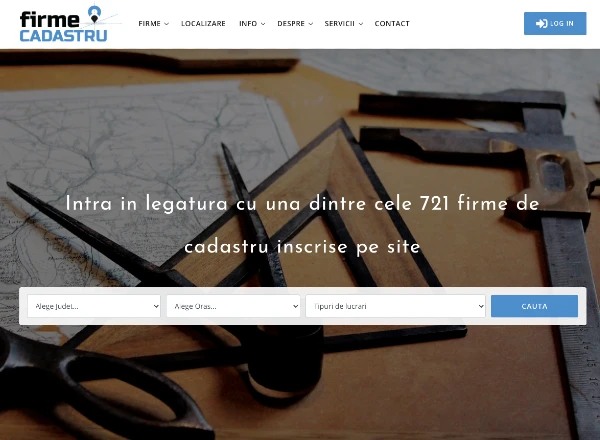 firme
CADASTRU
FIRME
LOCALIZARE
INFO
DESPRE
SERVICII
CONTACT
LOG IN
Intra in legatura cu una dintre cele 721 firme de
cadastru inscrise pe site
Alege Judet...
Alege Oras...
Tipuri de lucrari
CAUTA